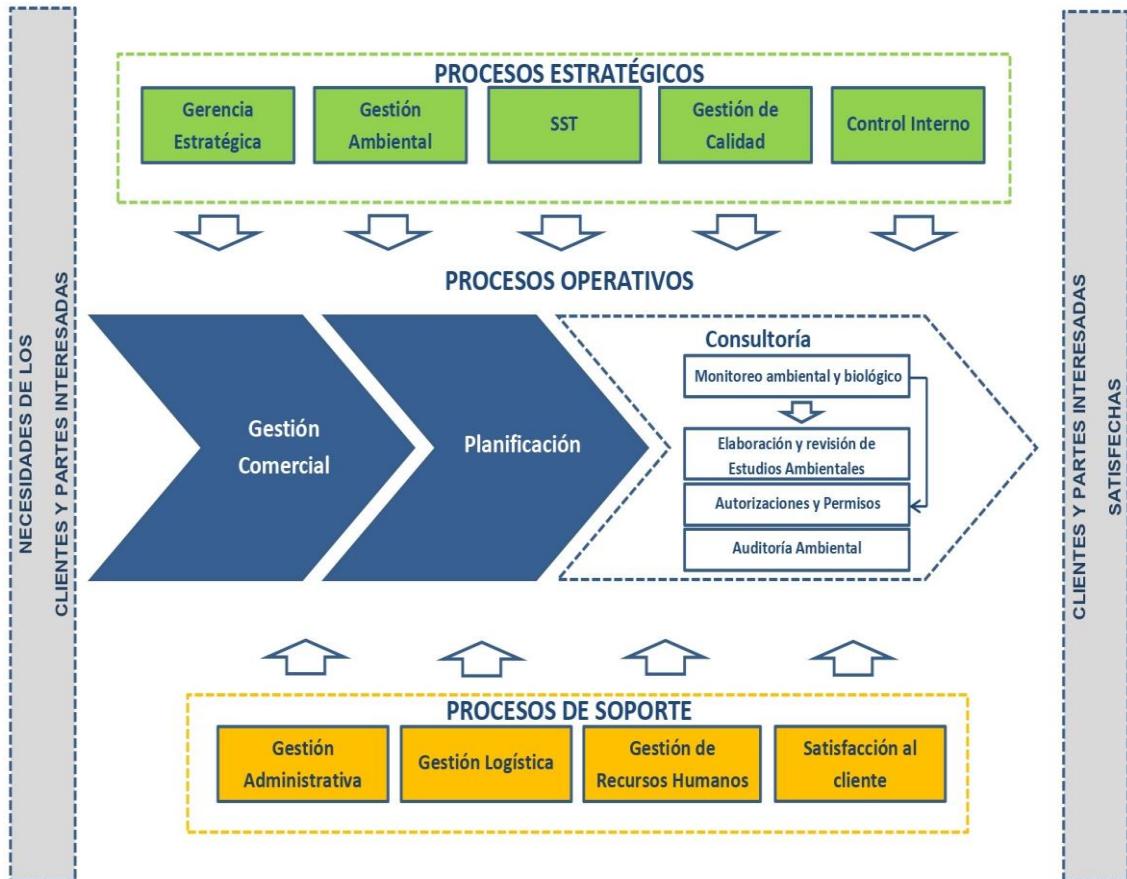 NECESIDADES DE LOS
CLIENTES Y PARTES INTERESADAS
PROCESOS ESTRATÉGICOS
Gerencia
Estratégica
Gestión
Ambiental
SST
Gestión de
Calidad
Control Interno
PROCESOS OPERATIVOS
Gestión
Comercial
Planificación
Consultoría
Monitoreo ambiental y biológico
Elaboración y revisión de
Estudios Ambientales
Autorizaciones y Permisos
Auditoría Ambiental
PROCESOS DE SOPORTE
Gestión
Administrativa
Gestión Logística
Gestión de
Recursos Humanos
Satisfacción al
cliente
CLIENTES Y PARTES INTERESADAS
SATISFECHAS